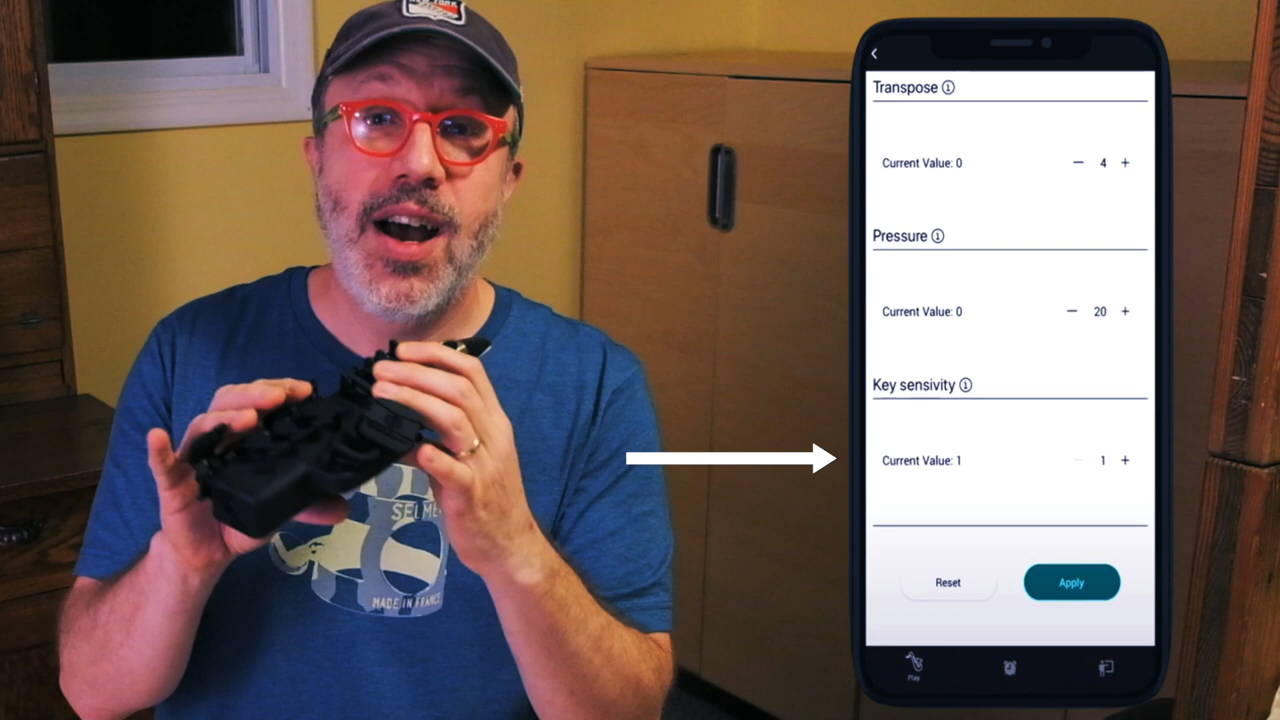 Transpose
Current Value: 0
− 4 +
Pressure
Current Value: 0
− 20 +
Key sensivity
Current Value: 1
− 1 +
Reset
Apply
Play
SELME
MADE IN FRANCE